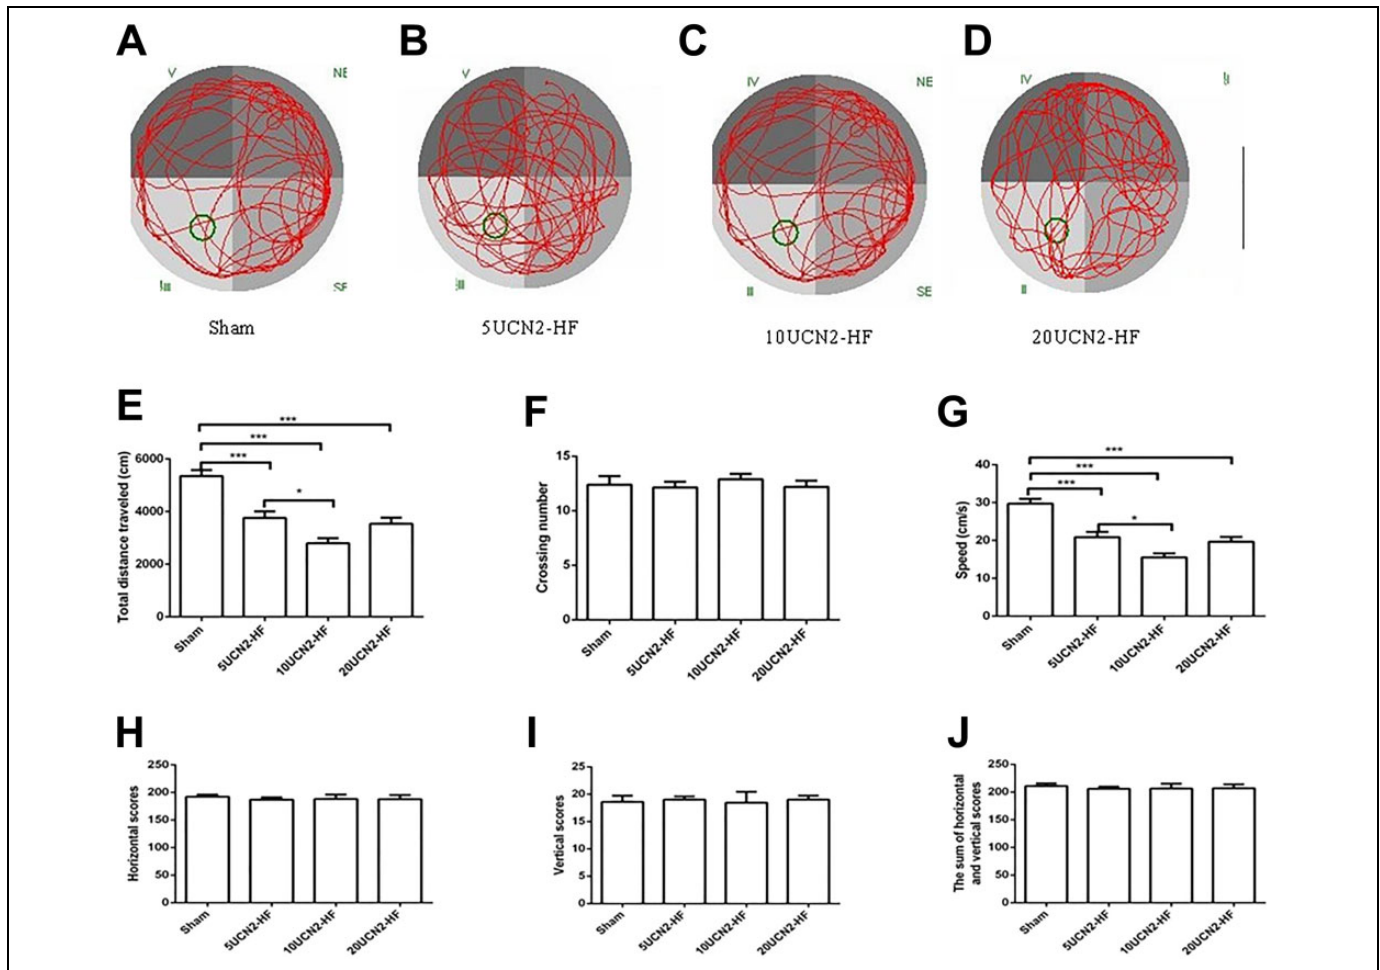 A
B
C
D
V
NE
V
IV
NE
IV
III
III
II
SE
II
Sham
5UCN2-HF
10UCN2-HF
20UCN2-HF
E
***
***
***
*
Total distance traveled (cm)
6000
4000
2000
0
Sham
5UCN2-HF
10UCN2-HF
20UCN2-HF
F
Crossing number
15
10
5
0
Sham
5UCN2-HF
10UCN2-HF
20UCN2-HF
G
***
***
***
*
Speed (cm/s)
40
30
20
10
0
Sham
5UCN2-HF
10UCN2-HF
20UCN2-HF
H
Horizontal scores
250
200
150
100
50
0
Sham
5UCN2-HF
10UCN2-HF
20UCN2-HF
I
Vertical scores
25
20
15
10
5
0
Sham
5UCN2-HF
10UCN2-HF
20UCN2-HF
J
The sum of horizontal
and vertical scores
250
200
150
100
50
0
Sham
5UCN2-HF
10UCN2-HF
20UCN2-HF